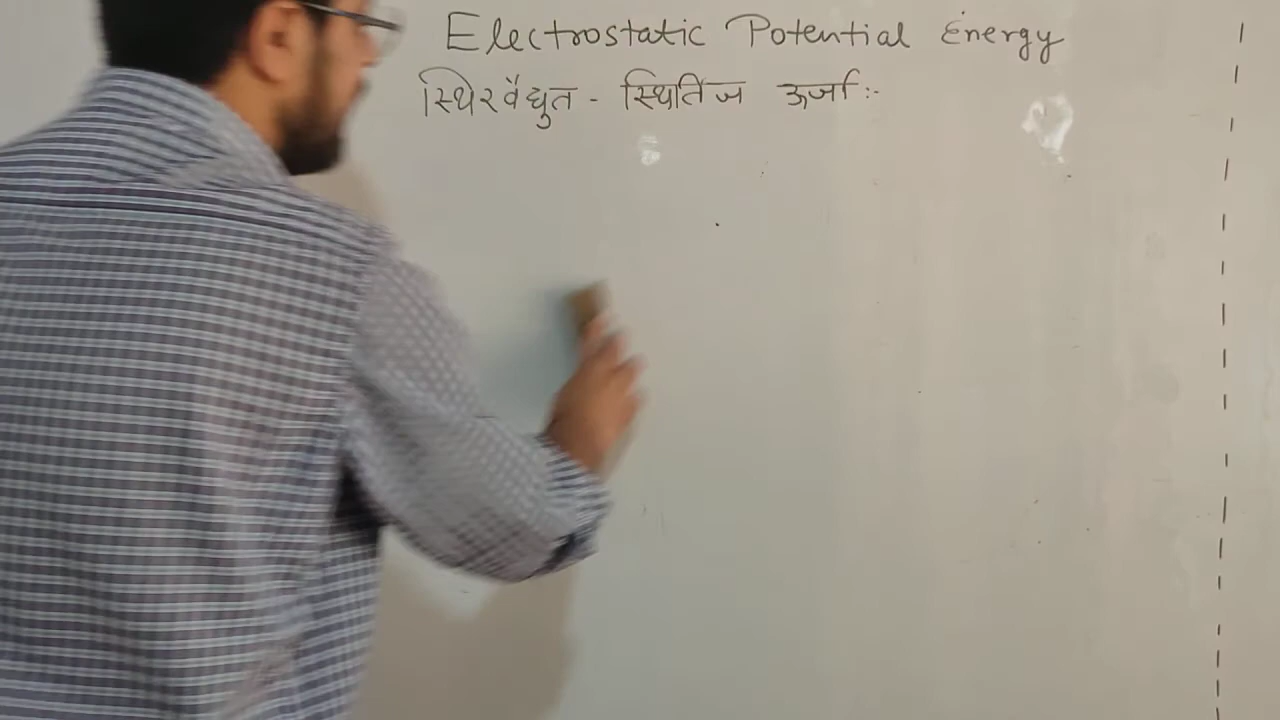 Electrostatic Potential Energy
स्थिरवैद्युत - स्थितिज ऊर्जा :-